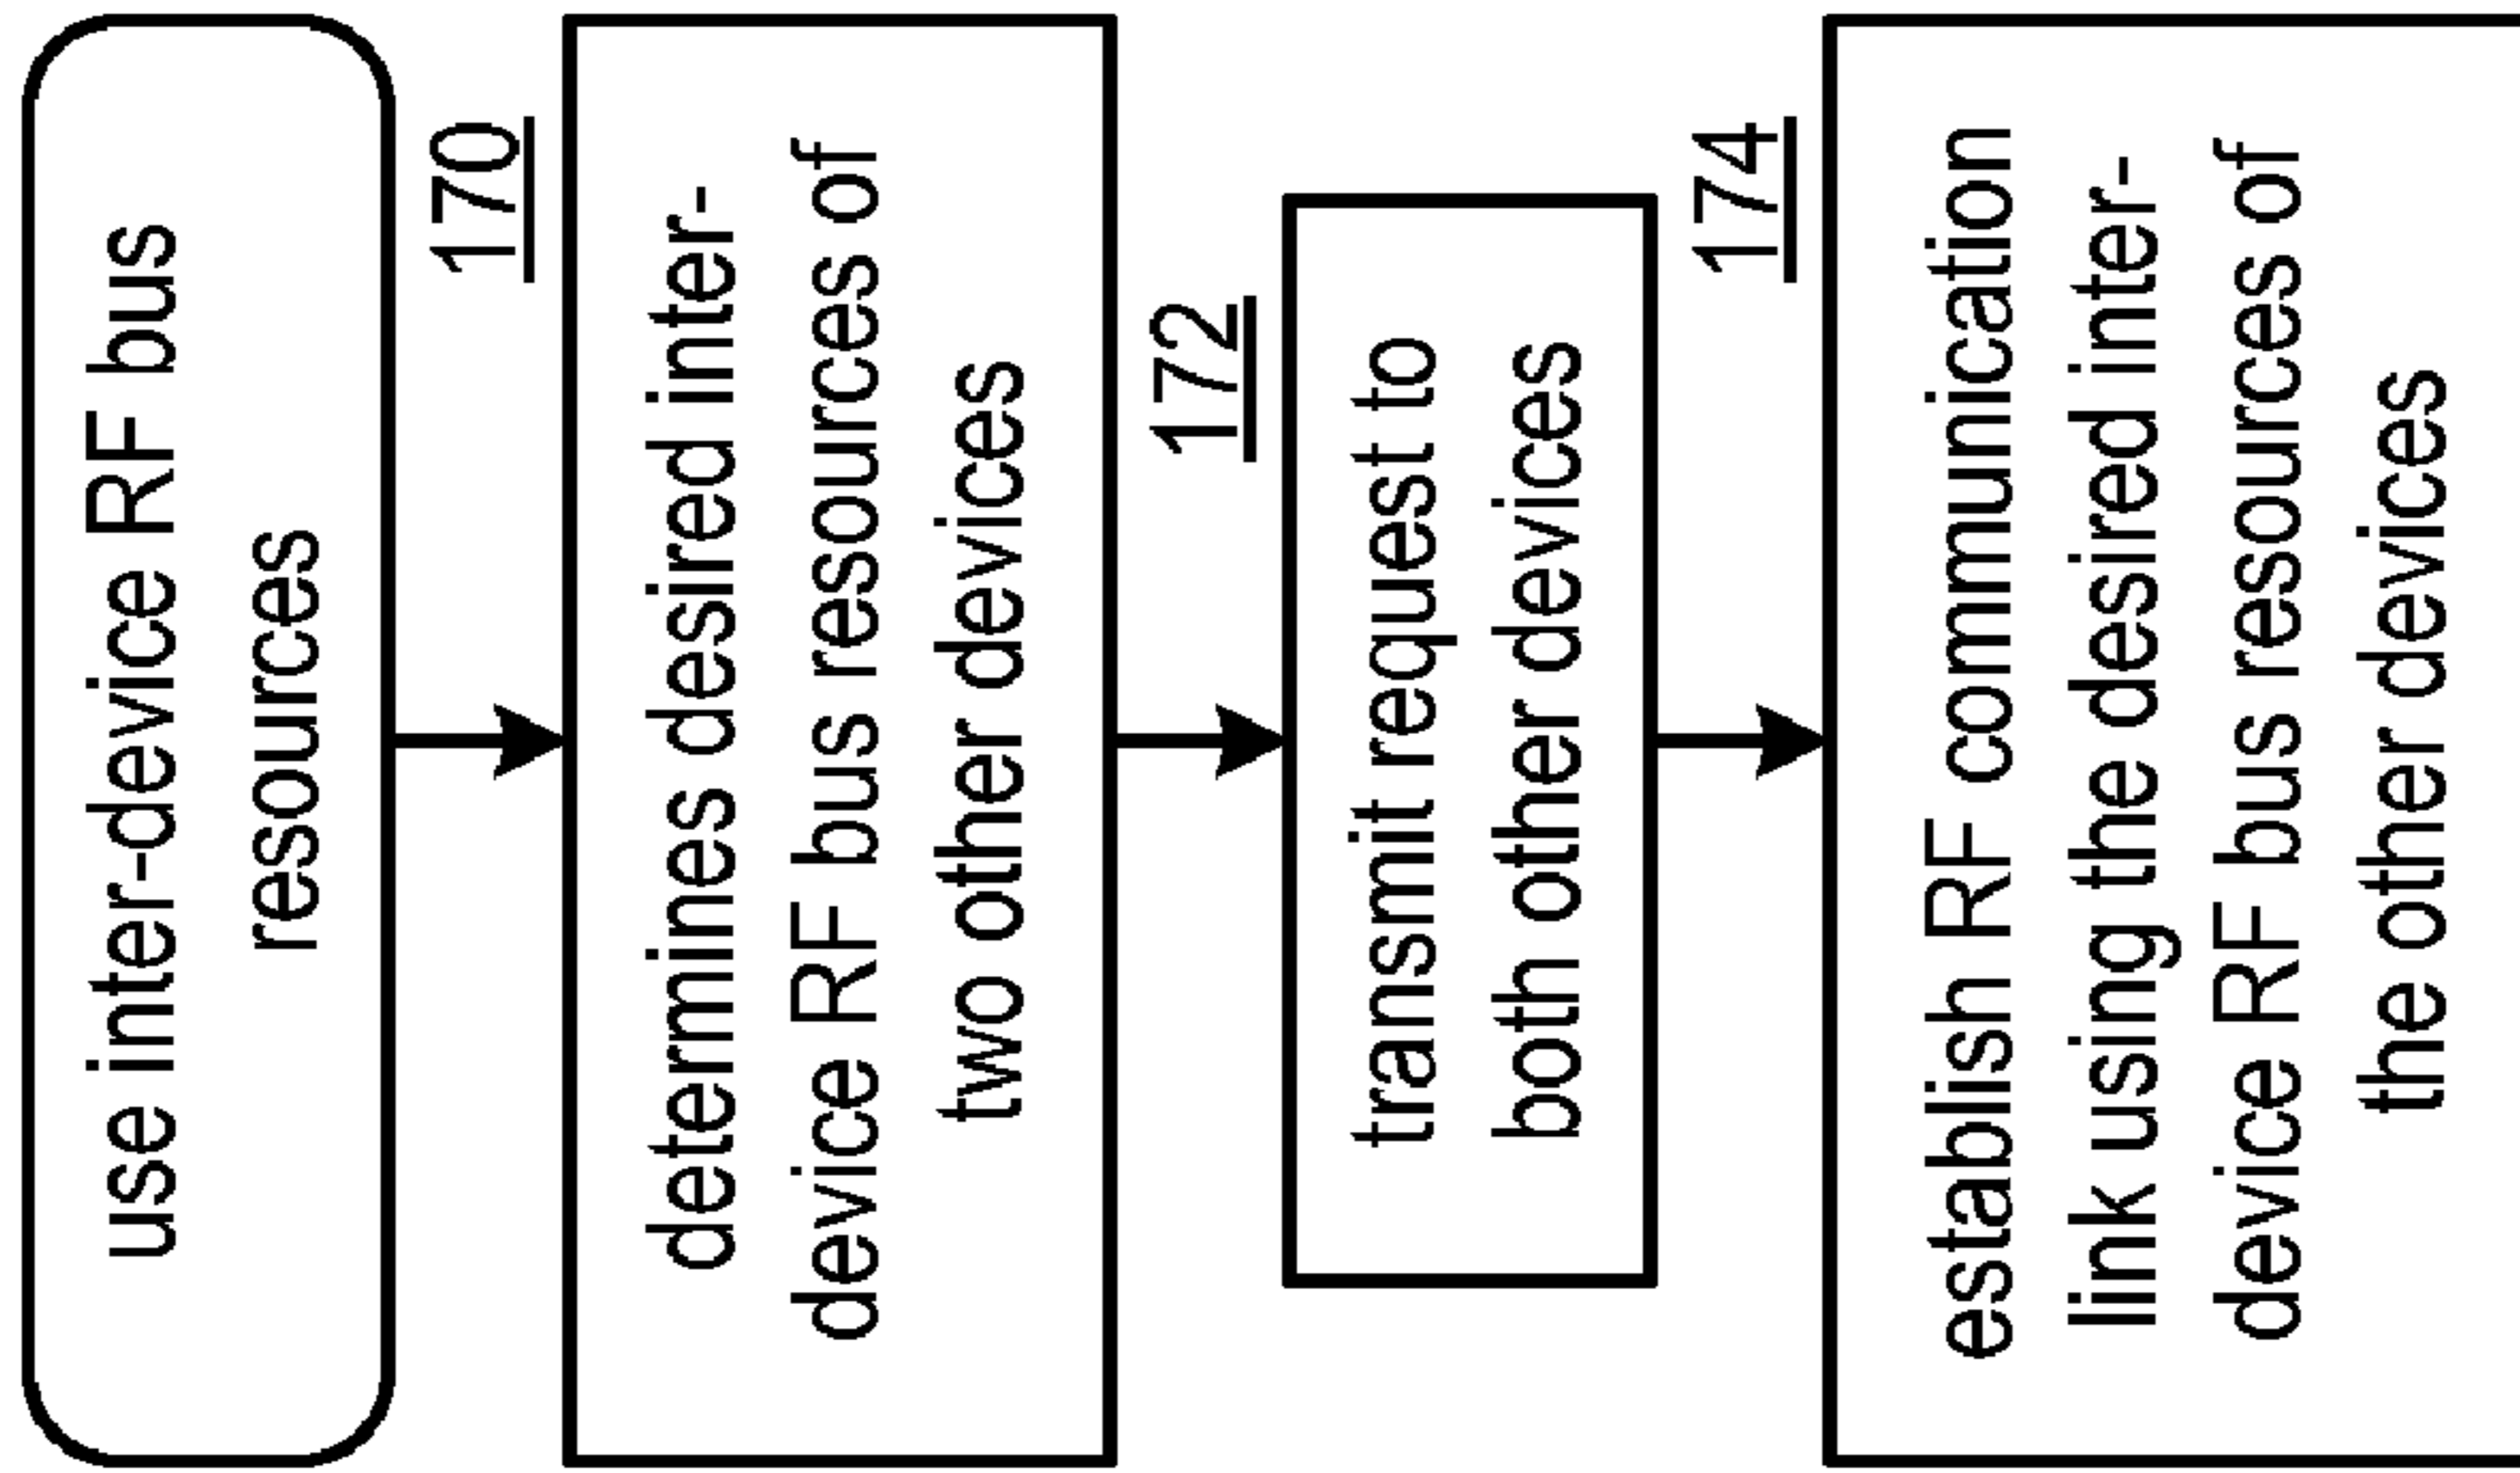 use inter-device RF bus
resources
170
determines desired inter-
device RF bus resources of
two other devices
172
transmit request to
both other devices
174
establish RF communication
link using the desired inter-
device RF bus resources of
the other devices